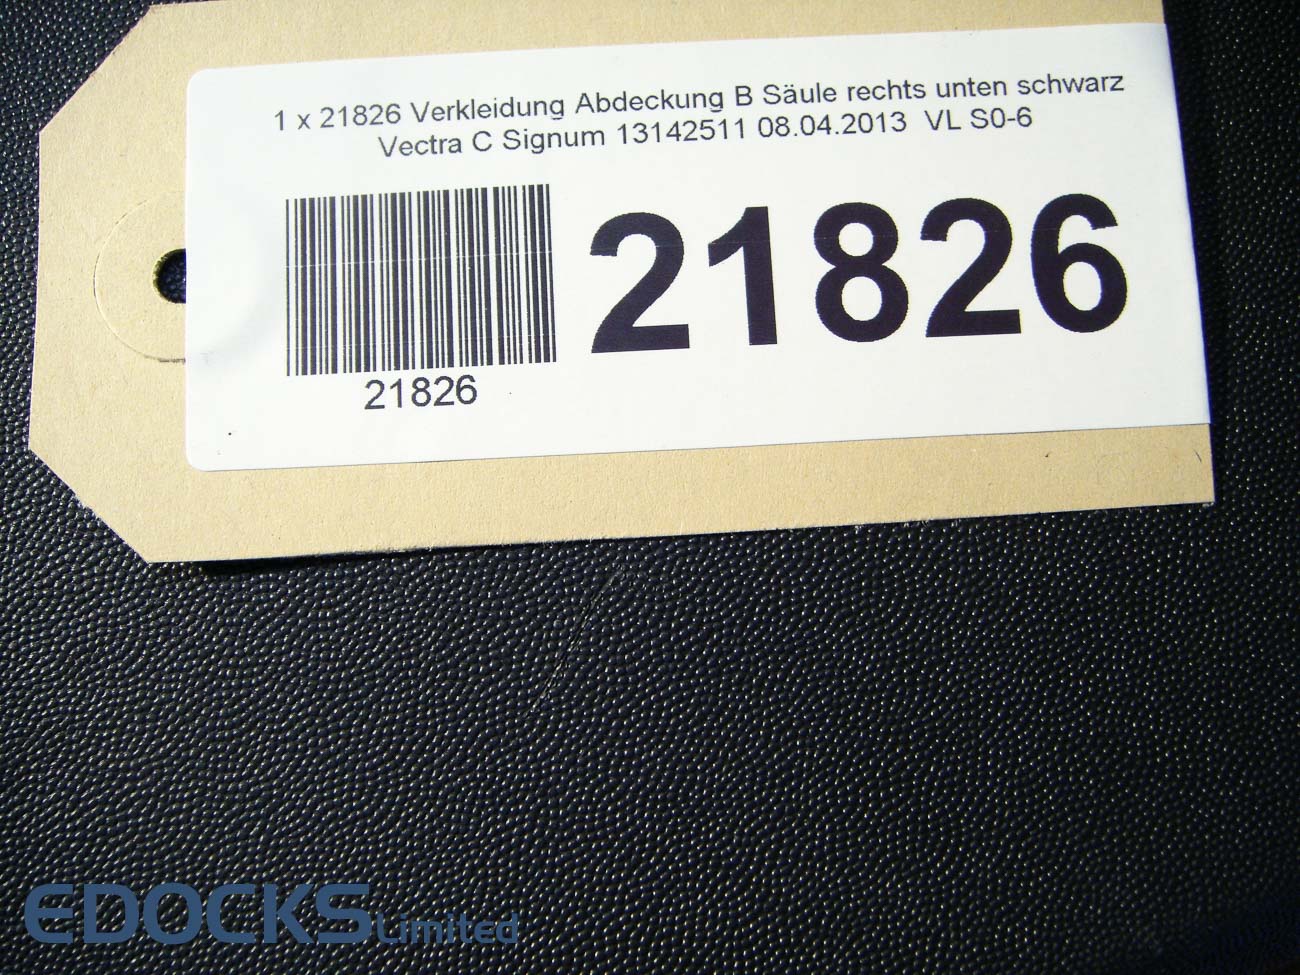 1 x 21826 Verkleidung Abdeckung B Säule rechts unten schwarz
Vectra C Signum 13142511 08.04.2013 VL S0-6
21826
21826
EDOCKS Limited